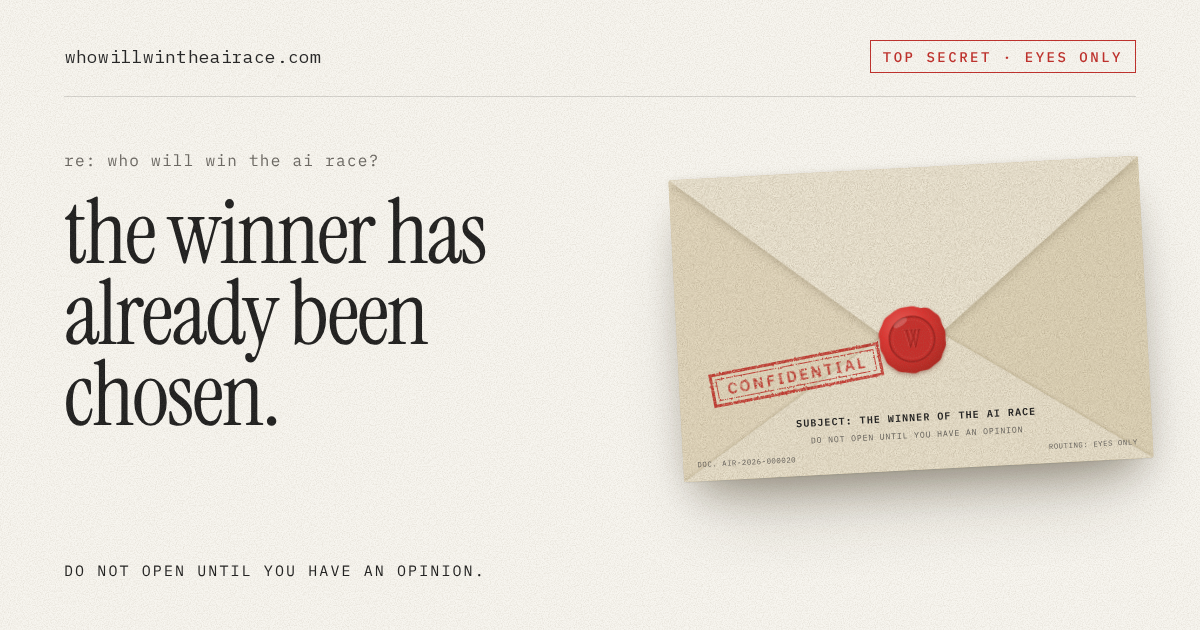 whowillwintheairace.com
TOP SECRET · EYES ONLY
re: who will win the ai race?
the winner has
already been
chosen.
W
CONFIDENTIAL
SUBJECT: THE WINNER OF THE AI RACE
DO NOT OPEN UNTIL YOU HAVE AN OPINION
DOC. AIR-2026-000020
ROUTING: EYES ONLY
DO NOT OPEN UNTIL YOU HAVE AN OPINION.